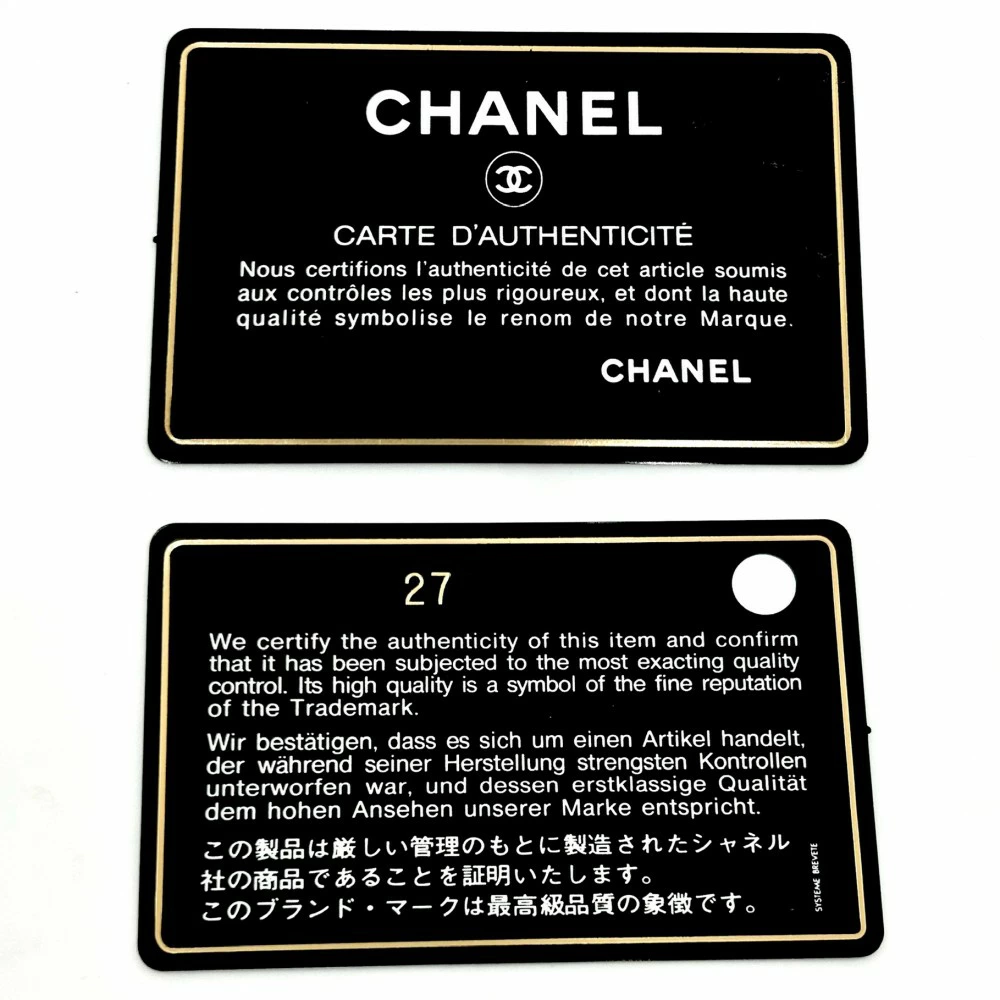 CHANEL
CARTE D'AUTHENTICITÉ
Nous certifions l'authenticité de cet article soumis
aux contrôles les plus rigoureux, et dont la haute
qualité symbolise le renom de notre Marque.
CHANEL
27
We certify the authenticity of this item and confirm
that it has been subjected to the most exacting quality
control. Its high quality is a symbol of the fine reputation
of the Trademark.
Wir bestätigen, dass es sich um einen Artikel handelt,
der während seiner Herstellung strengsten Kontrollen
unterworfen war, und dessen erstklassige Qualität
dem hohen Ansehen unserer Marke entspricht.
この製品は厳しい管理のもとに製造されたシャネル
社の商品であることを証明いたします。
このブランド・マークは最高級品質の象徴です。
SYSTEME BREVETE